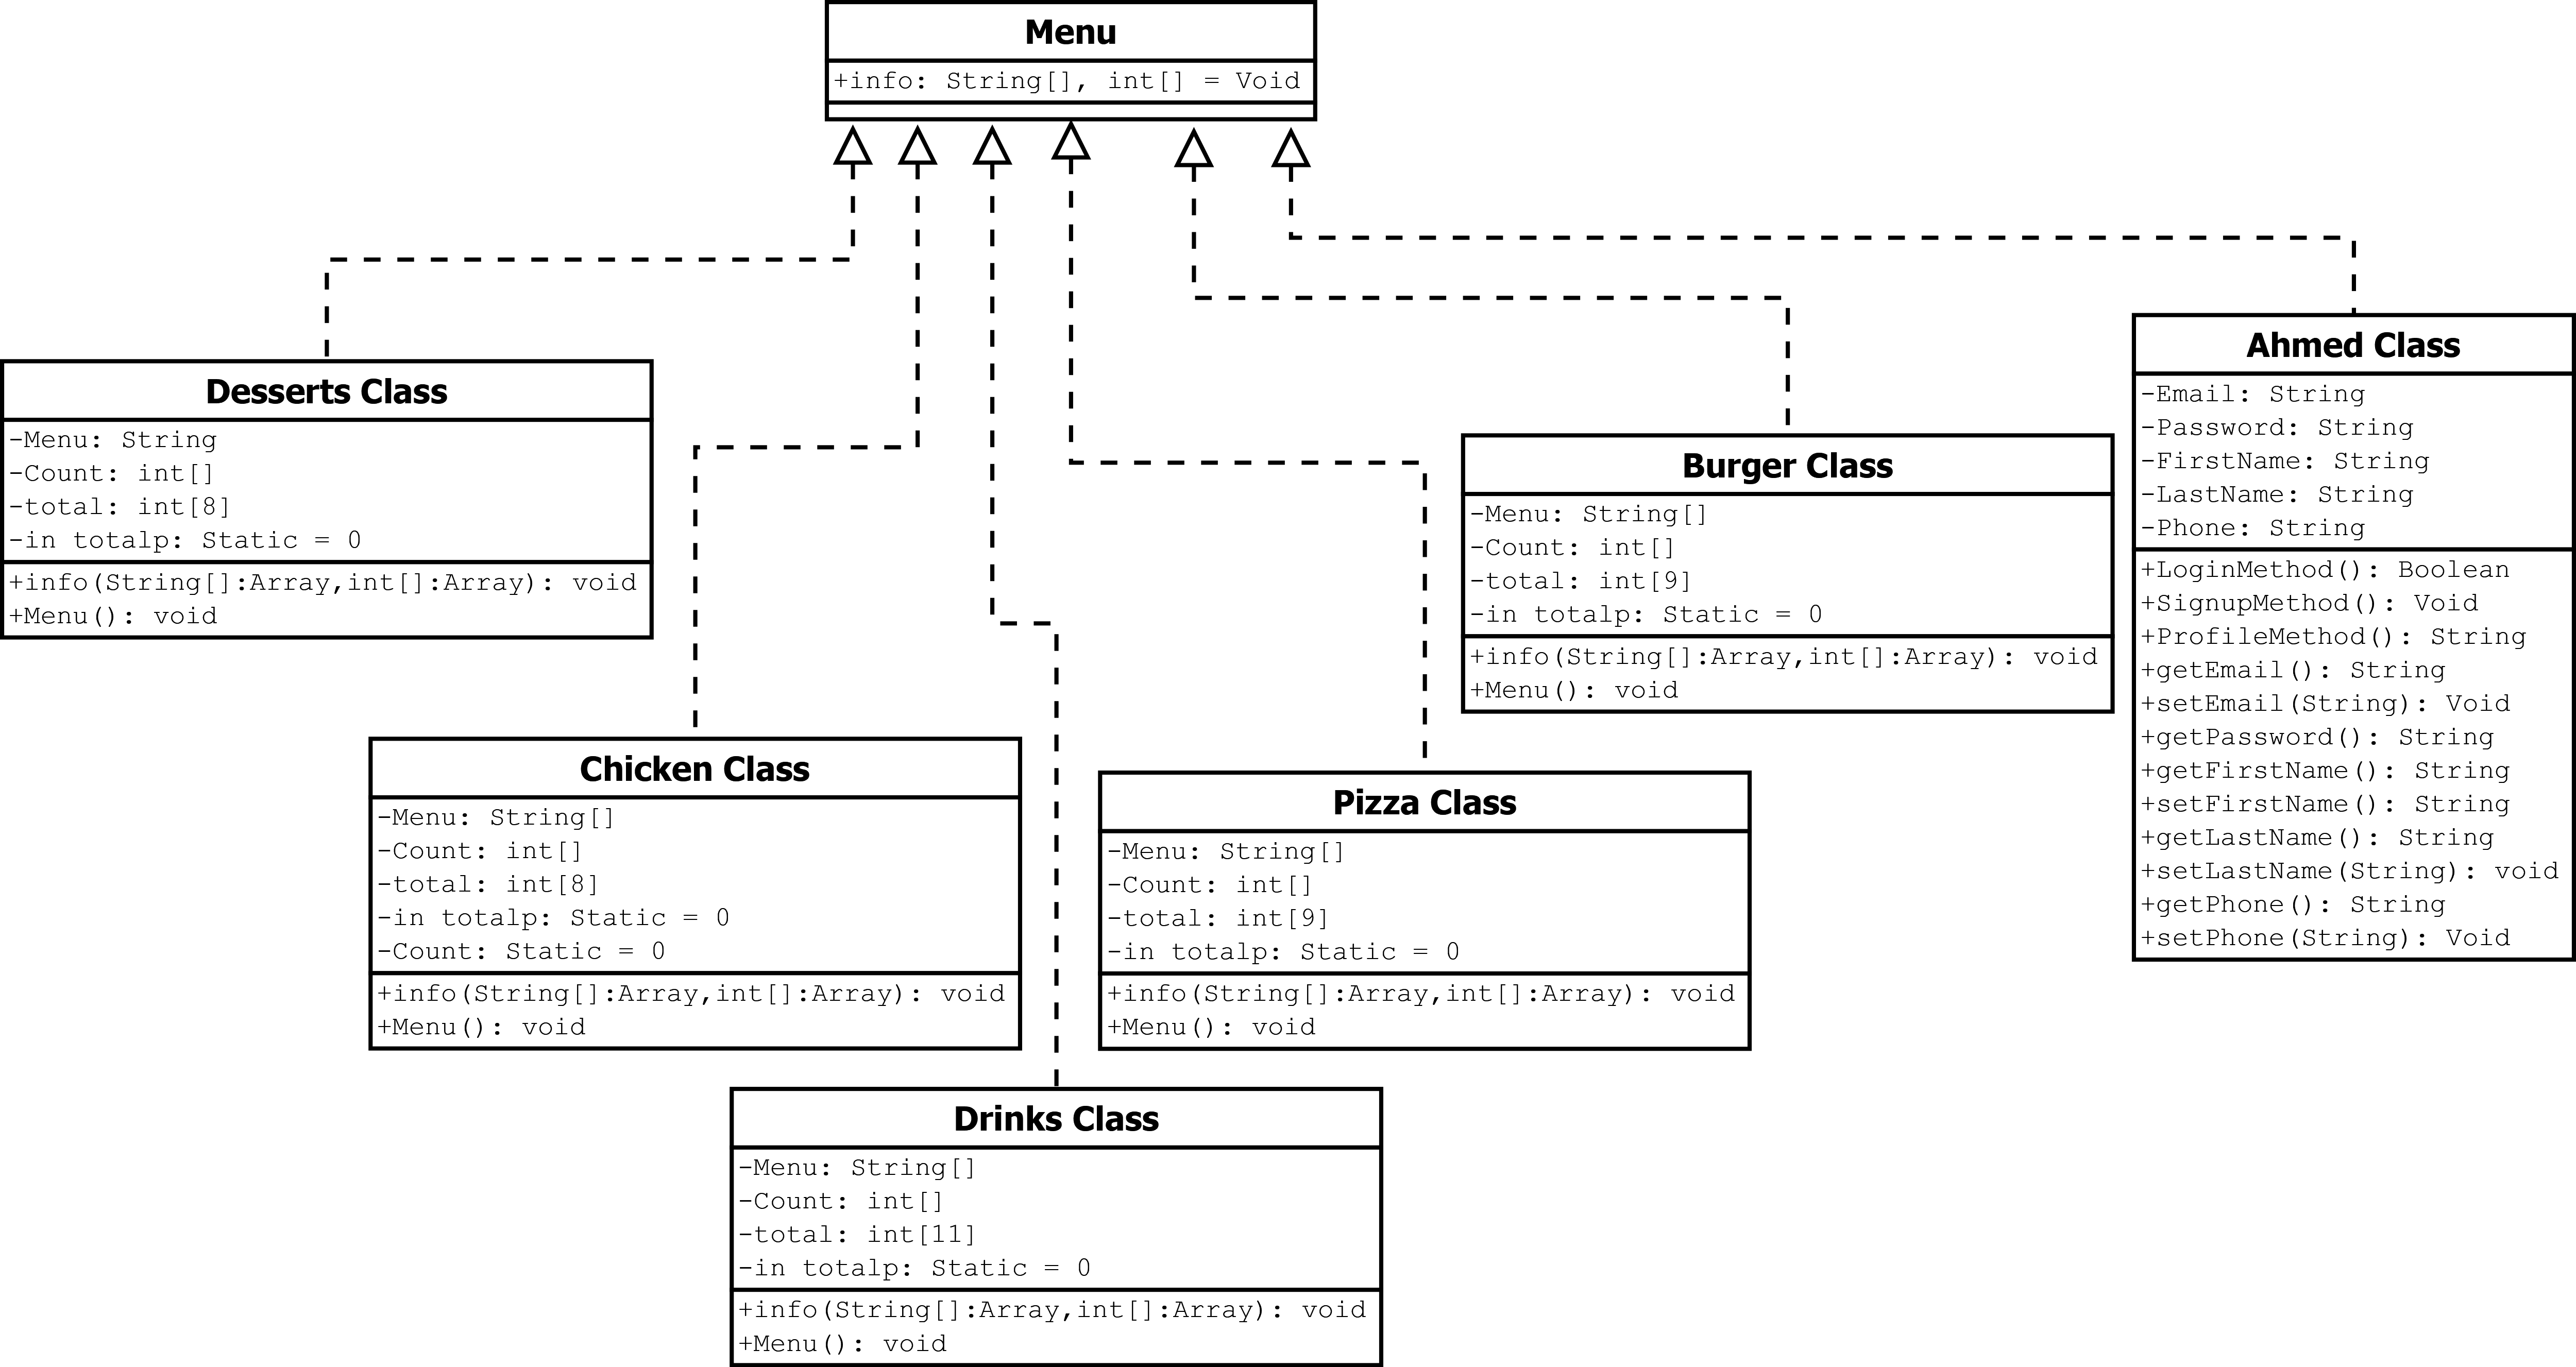 Menu
+info: String[], int[] = Void
Desserts Class
-Menu: String
-Count: int[]
-total: int[8]
-in totalp: Static = 0
+info(String[]:Array,int[]:Array): void
+Menu(): void
Chicken Class
-Menu: String[]
-Count: int[]
-total: int[8]
-in totalp: Static = 0
-Count: Static = 0
+info(String[]:Array,int[]:Array): void
+Menu(): void
Drinks Class
-Menu: String[]
-Count: int[]
-total: int[11]
-in totalp: Static = 0
+info(String[]:Array,int[]:Array): void
+Menu(): void
Pizza Class
-Menu: String[]
-Count: int[]
-total: int[9]
-in totalp: Static = 0
+info(String[]:Array,int[]:Array): void
+Menu(): void
Burger Class
-Menu: String[]
-Count: int[]
-total: int[9]
-in totalp: Static = 0
+info(String[]:Array,int[]:Array): void
+Menu(): void
Ahmed Class
-Email: String
-Password: String
-FirstName: String
-LastName: String
-Phone: String
+LoginMethod(): Boolean
+SignupMethod(): Void
+ProfileMethod(): String
+getEmail(): String
+setEmail(String): Void
+getPassword(): String
+getFirstName(): String
+setFirstName(): String
+getLastName(): String
+setLastName(String): void
+getPhone(): String
+setPhone(String): Void